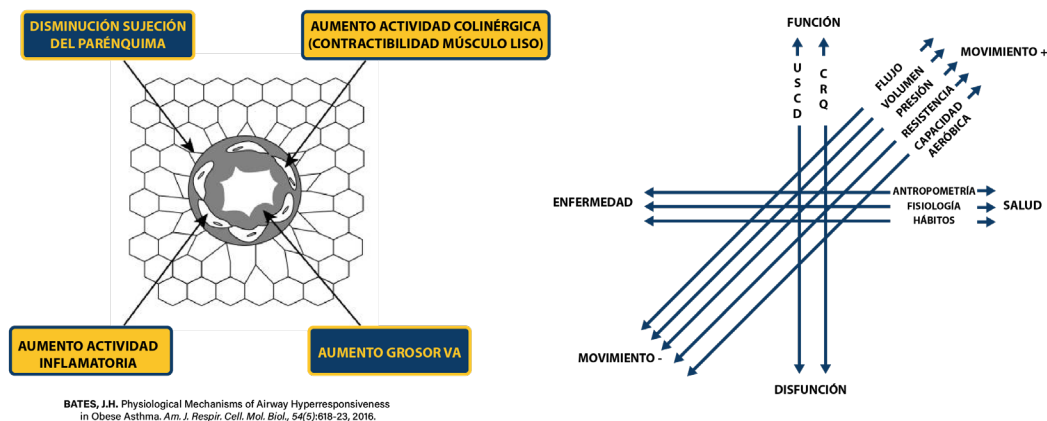 DISMINUCIÓN SUJECIÓN
DEL PARÉNQUIMA
AUMENTO ACTIVIDAD COLINÉRGICA
(CONTRACTIBILIDAD MÚSCULO LISO)
AUMENTO ACTIVIDAD
INFLAMATORIA
AUMENTO GROSOR VA
BATES, J.H. Physiological Mechanisms of Airway Hyperresponsiveness
in Obese Asthma. Am. J. Respir. Cell. Mol. Biol., 54(5):618-23, 2016.
FUNCIÓN
USCD
CRQ
FLUJO
VOLUMEN
PRESIÓN
RESISTENCIA
CAPACIDAD
AERÓBICA
MOVIMIENTO +
ENFERMEDAD
ANTROPOMETRÍA
FISIOLOGÍA
HÁBITOS
SALUD
MOVIMIENTO -
DISFUNCIÓN